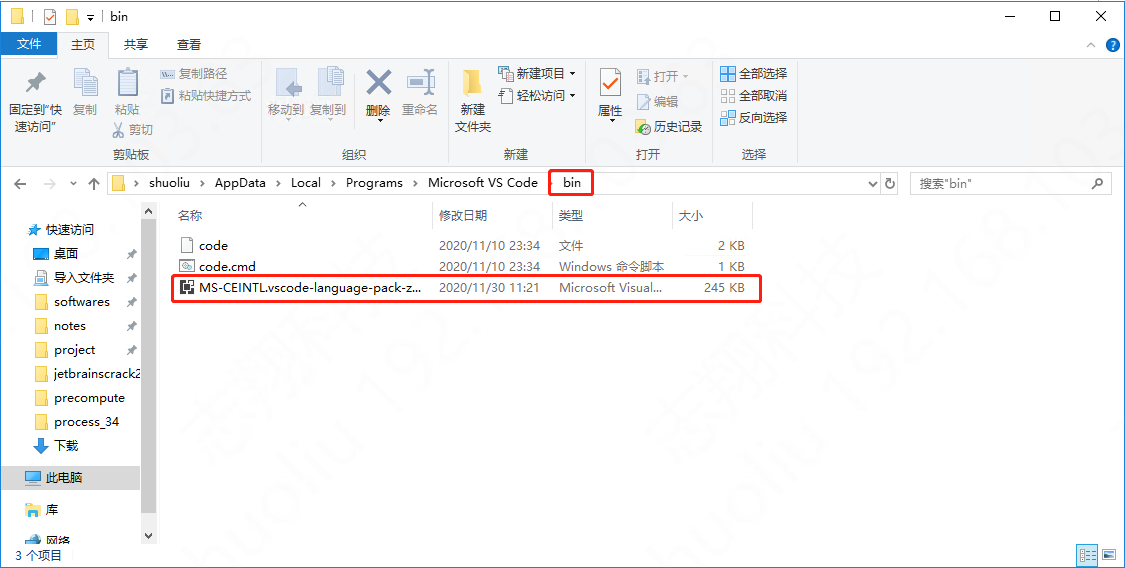 bin
文件 主页 共享 查看
固定到"快速访问"
复制
粘贴
复制路径
粘贴快捷方式
剪切
剪贴板
移动到
复制到
删除
重命名
组织
新建文件夹
新建项目
轻松访问
新建
属性
打开
编辑
历史记录
打开
全部选择
全部取消
反向选择
选择
shuoliu > AppData > Local > Programs > Microsoft VS Code > bin
搜索"bin"
快速访问
桌面
导入文件夹
softwares
notes
project
jetbrainscrack2
precompute
process_34
下载
此电脑
库
网络
名称 修改日期 类型 大小
code 2020/11/10 23:34 文件 2 KB
code.cmd 2020/11/10 23:34 Windows 命令脚本 1 KB
MS-CEINTL.vscode-language-pack-z... 2020/11/30 11:21 Microsoft Visual... 245 KB
3 个项目